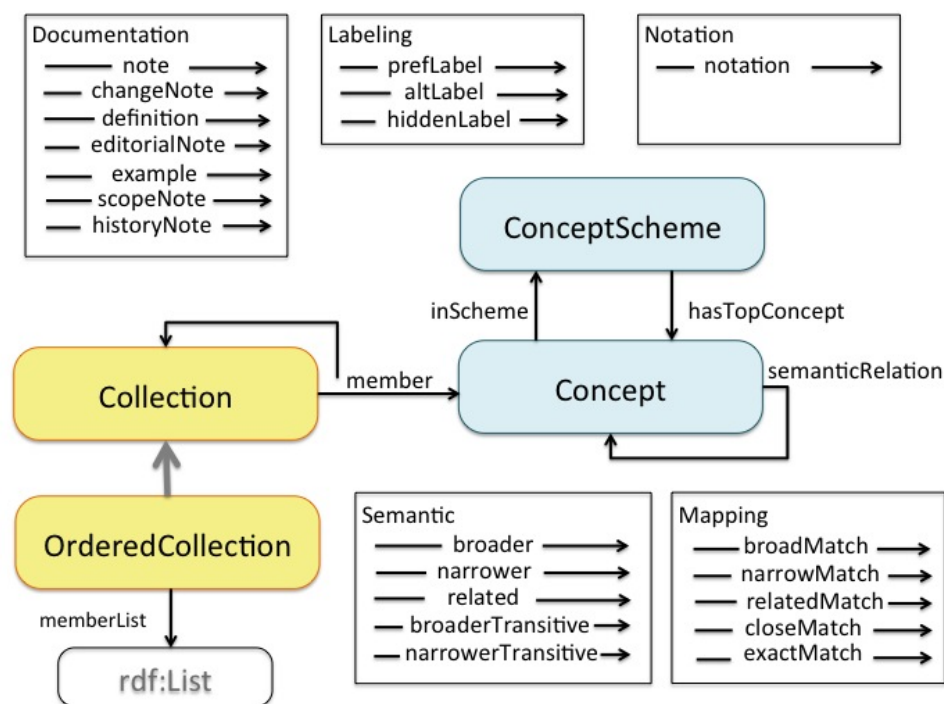 Documentation
note
changeNote
definition
editorialNote
example
scopeNote
historyNote
Labeling
prefLabel
altLabel
hiddenLabel
Notation
notation
ConceptScheme
inScheme
hasTopConcept
Collection
member
Concept
semanticRelation
OrderedCollection
memberList
rdf:List
Semantic
broader
narrower
related
broaderTransitive
narrowerTransitive
Mapping
broadMatch
narrowMatch
relatedMatch
closeMatch
exactMatch